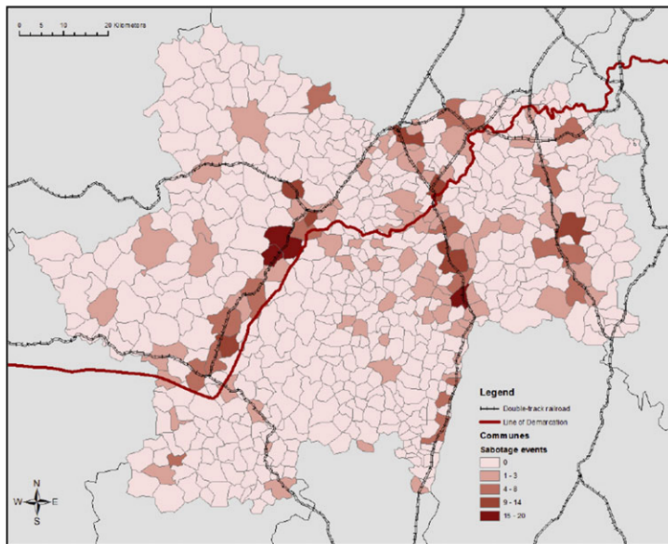 20 Kilometers
0 5 10 20
N
W E
S
Legend
Double-track railroad
Line of Demarcation
Communes
Sabotage events
0
1 - 3
4 - 8
9 - 14
15 - 20